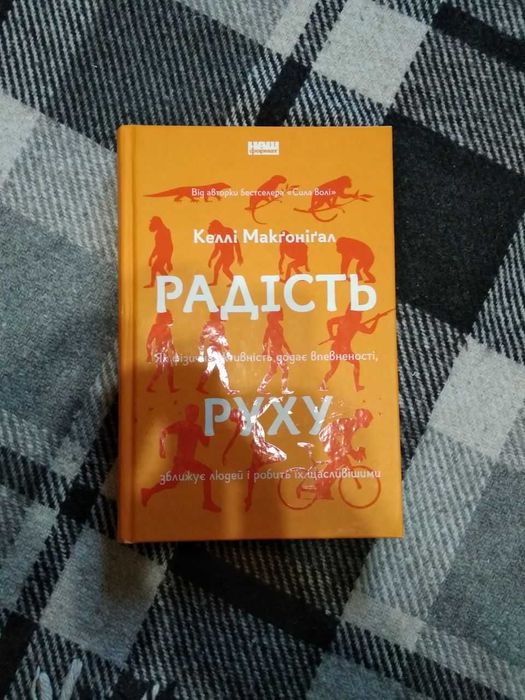 наш
формат
Від авторки бестселера «Сила волі»
Келлі Макґоніґал
РАДІСТЬ
Як фізична активність додає впевненості,
РУХУ
зближує людей і робить їх щасливішими